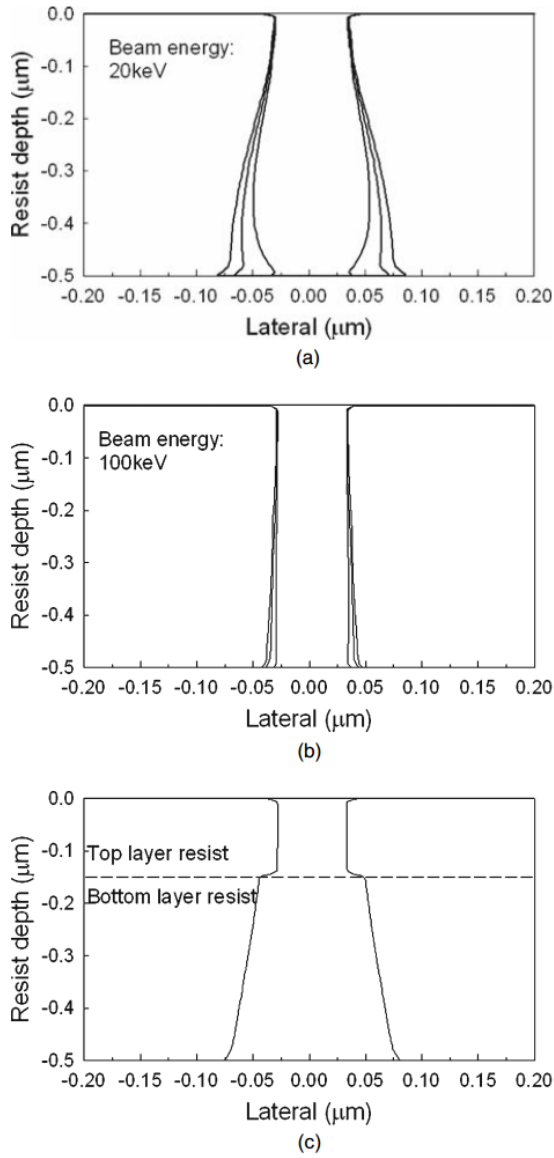 0.0
-0.1
-0.2
-0.3
-0.4
-0.5
Resist depth (μm)
Beam energy:
20keV
-0.20 -0.15 -0.10 -0.05 0.00 0.05 0.10 0.15 0.20
Lateral (μm)
(a)
0.0
-0.1
-0.2
-0.3
-0.4
-0.5
Resist depth (μm)
Beam energy:
100keV
-0.20 -0.15 -0.10 -0.05 0.00 0.05 0.10 0.15 0.20
Lateral (μm)
(b)
0.0
-0.1
-0.2
-0.3
-0.4
-0.5
Resist depth (μm)
Top layer resist
Bottom layer resist
-0.20 -0.15 -0.10 -0.05 0.00 0.05 0.10 0.15 0.20
Lateral (μm)
(c)